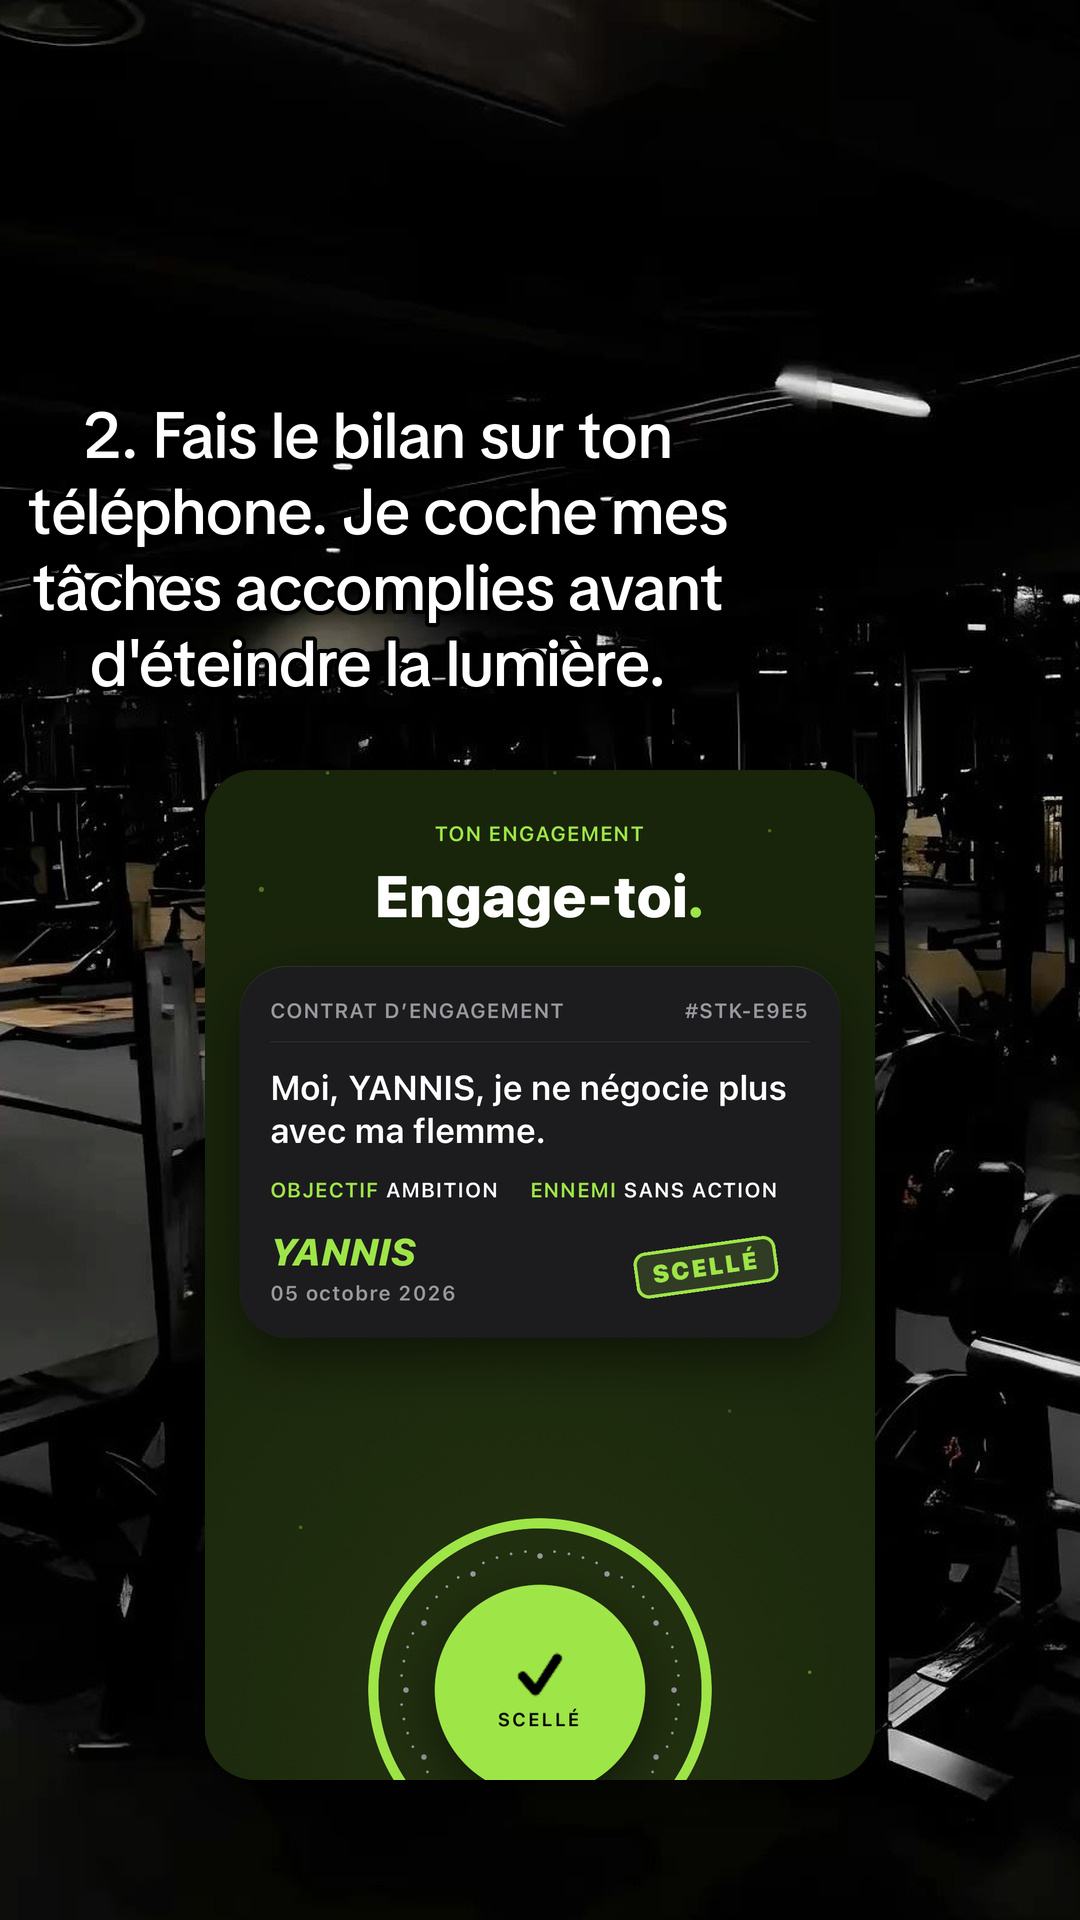 2. Fais le bilan sur ton
téléphone. Je coche mes
tâches accomplies avant
d'éteindre la lumière.
TON ENGAGEMENT
Engage-toi.
CONTRAT D’ENGAGEMENT #STK-E9E5
Moi, YANNIS, je ne négocie plus
avec ma flemme.
OBJECTIF AMBITION ENNEMI SANS ACTION
YANNIS
SCELLÉ
05 octobre 2026
SCELLÉ